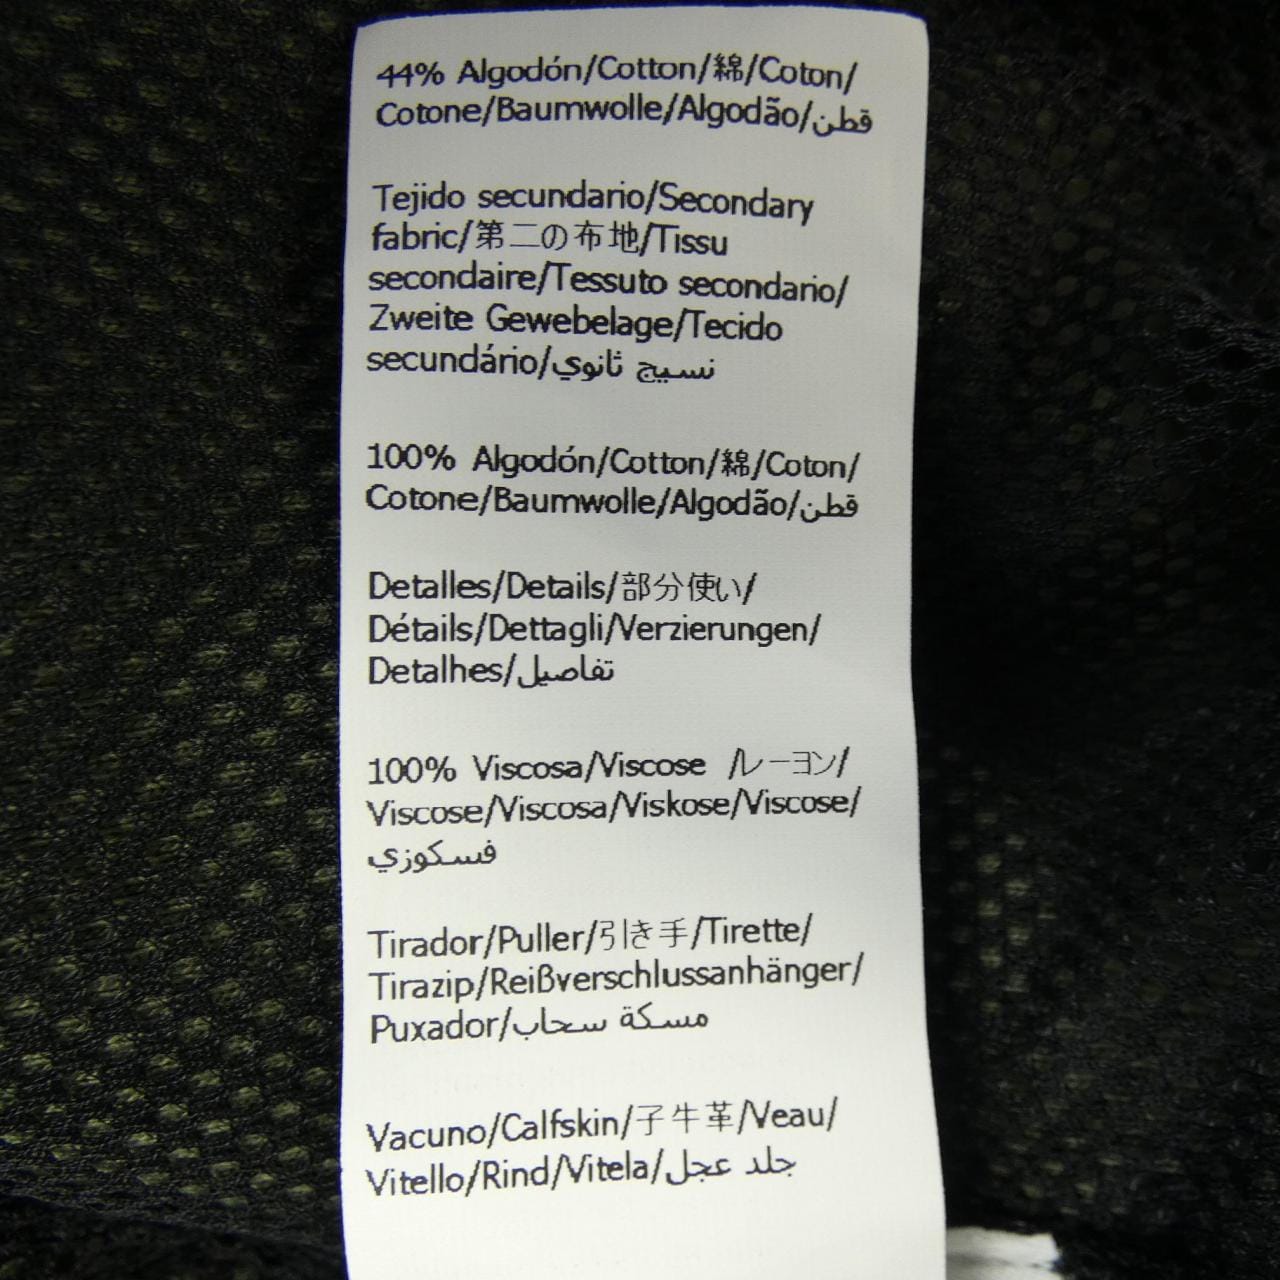 44% Algodón/Cotton/綿/Coton/
Cotone/Baumwolle/Algodão/قطن
Tejido secundario/Secondary
fabric/第二の布地/Tissu
secondaire/Tessuto secondario/
Zweite Gewebelage/Tecido
secundário/نسيج ثانوي
100% Algodón/Cotton/綿/Coton/
Cotone/Baumwolle/Algodão/قطن
Detalles/Details/部分使い/
Détails/Dettagli/Verzierungen/
Detalhes/تفاصيل
100% Viscosa/Viscose /レーヨン/
Viscose/Viscosa/Viskose/Viscose/
فسكوزي
Tirador/Puller/引き手/Tirette/
Tirazip/Reißverschlussanhänger/
Puxador/مسكة سحاب
Vacuno/Calfskin/子牛革/Veau/
Vitello/Rind/Vitela/جلد عجل